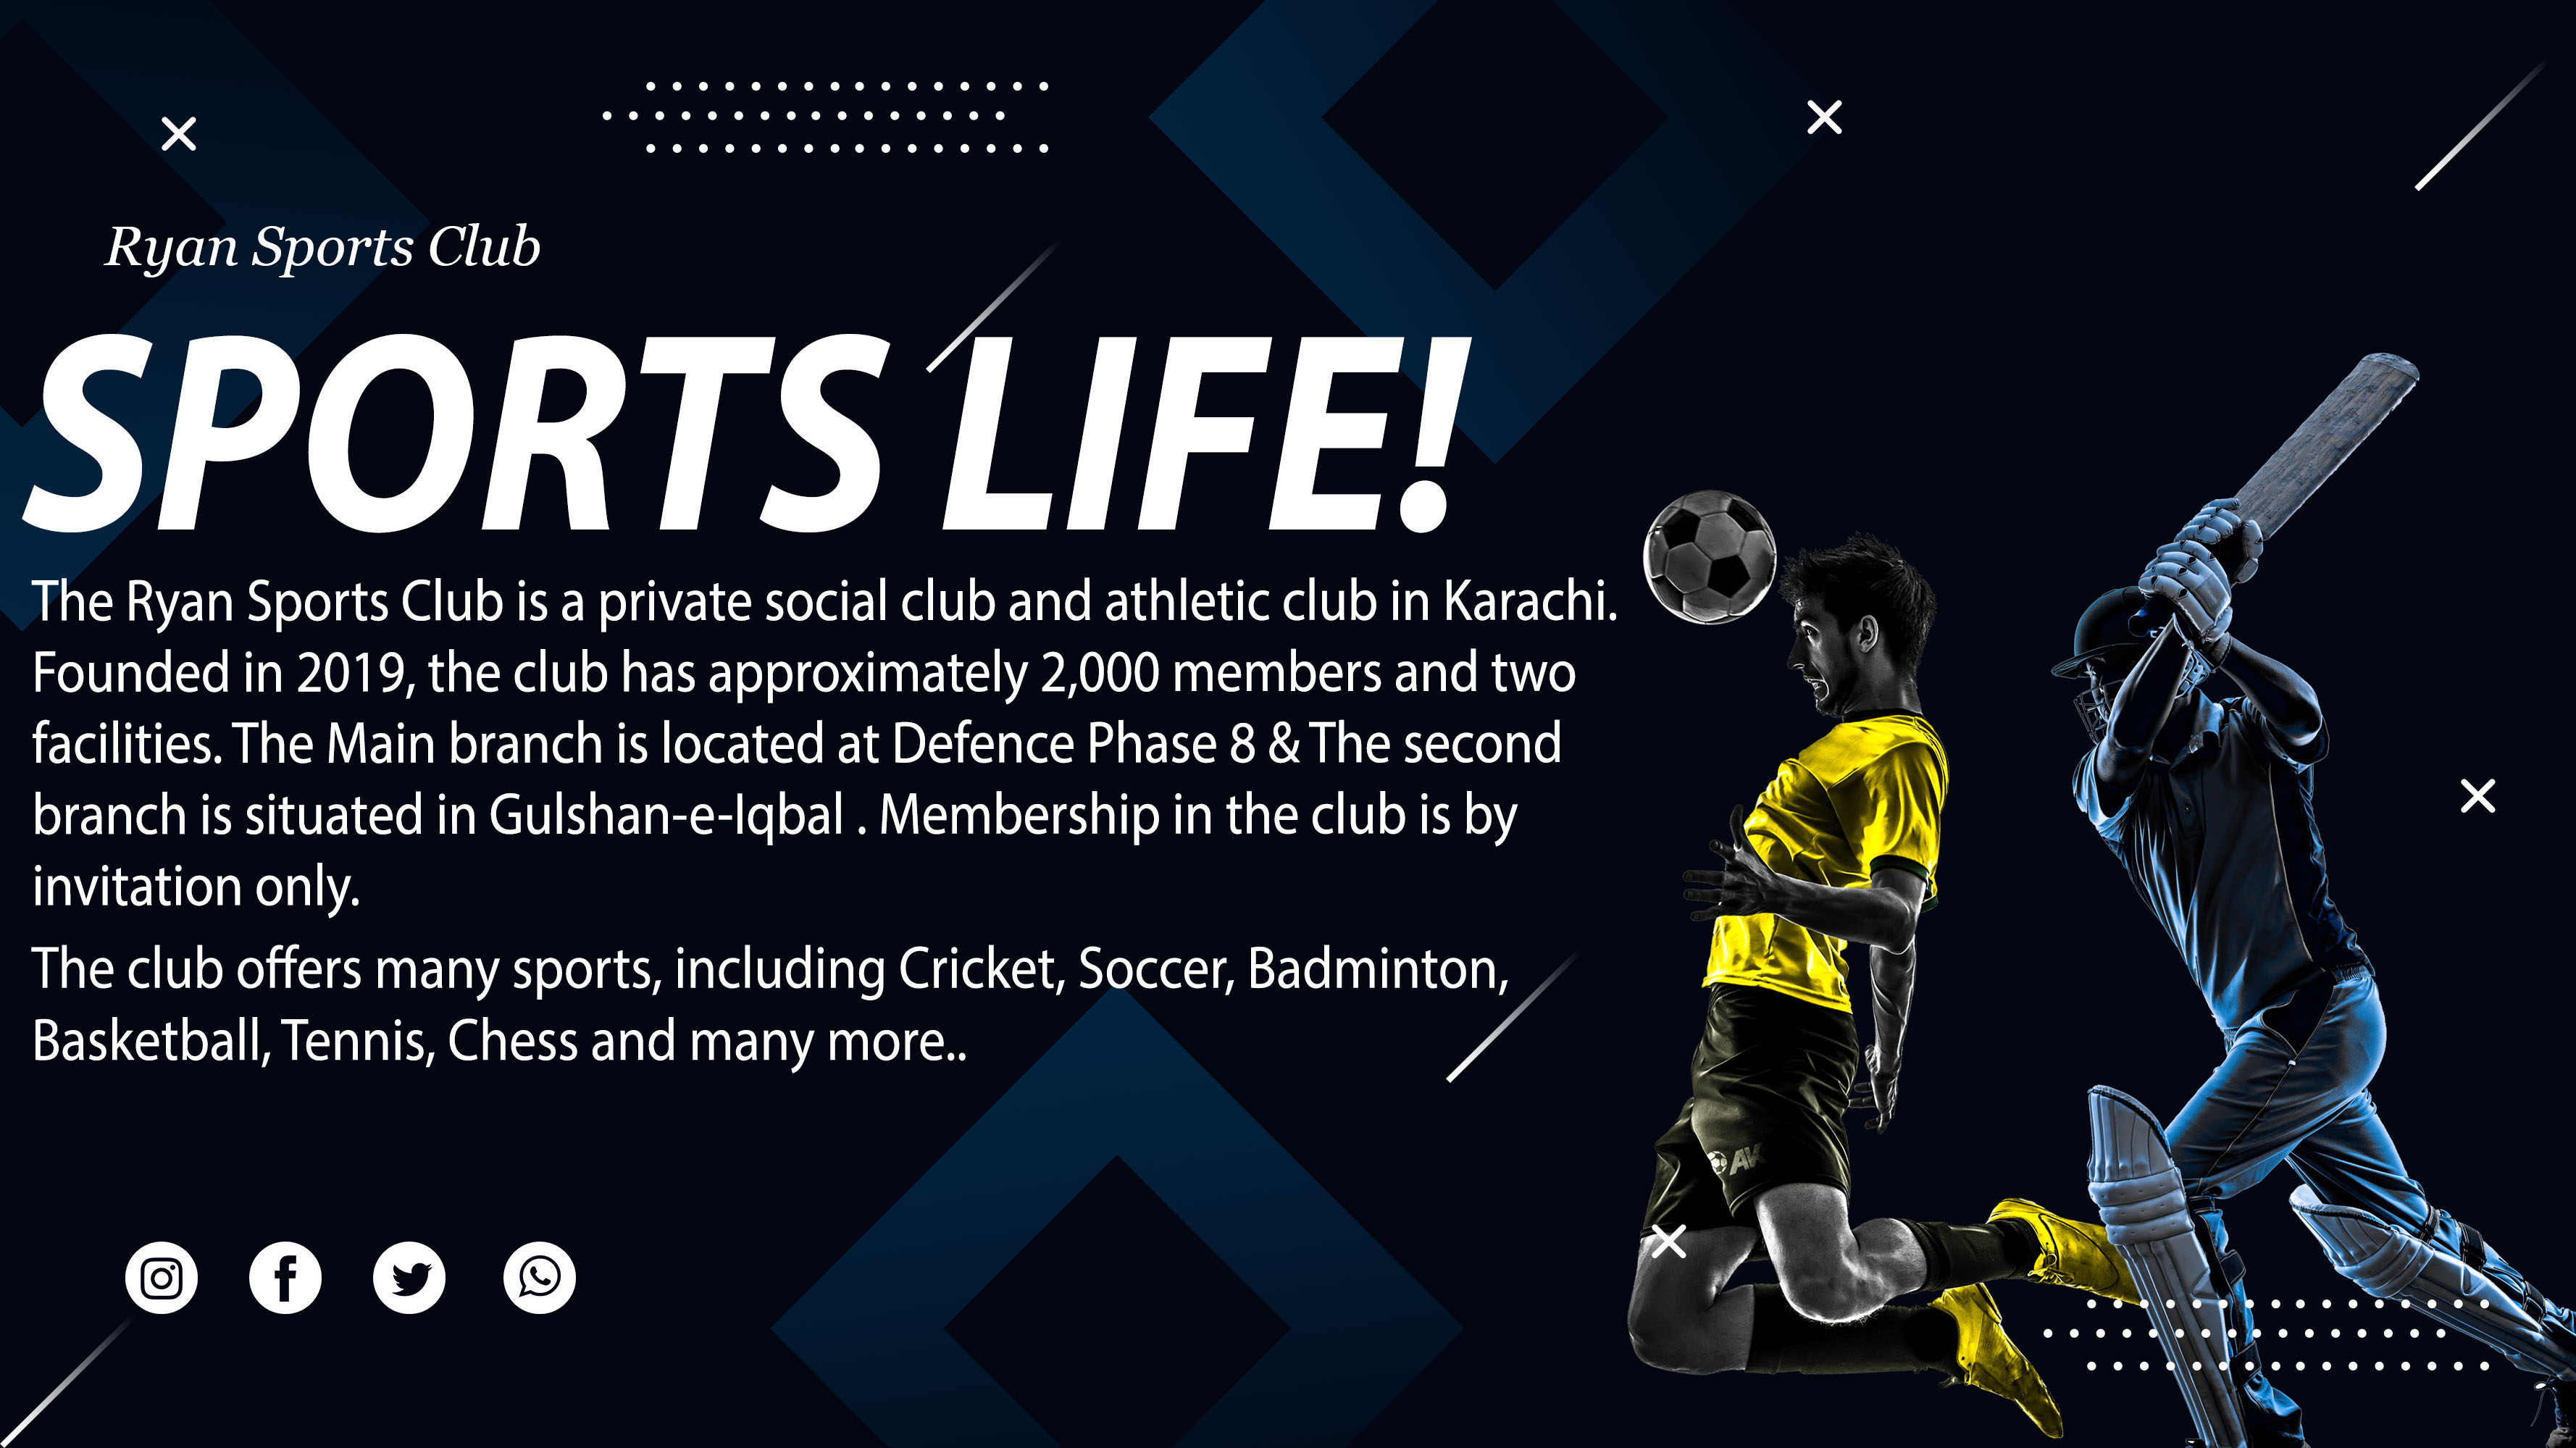 Ryan Sports Club
SPORTS LIFE!
The Ryan Sports Club is a private social club and athletic club in Karachi.
Founded in 2019, the club has approximately 2,000 members and two
facilities. The Main branch is located at Defence Phase 8 & The second
branch is situated in Gulshan-e-Iqbal . Membership in the club is by
invitation only.
The club offers many sports, including Cricket, Soccer, Badminton,
Basketball, Tennis, Chess and many more..
AK